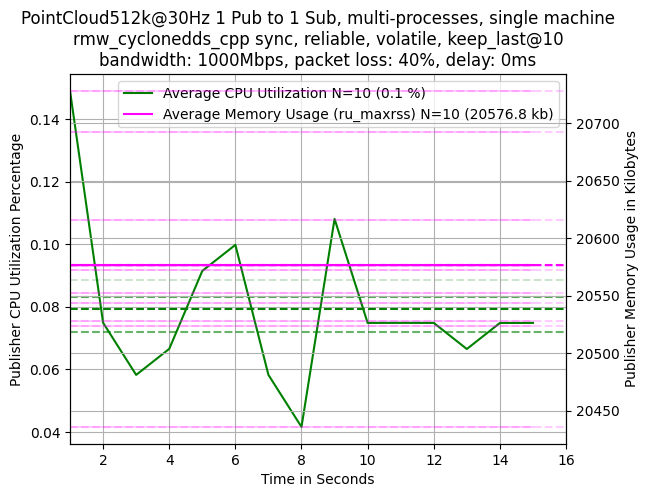 PointCloud512k@30Hz 1 Pub to 1 Sub, multi-processes, single machine
rmw_cyclonedds_cpp sync, reliable, volatile, keep_last@10
bandwidth: 1000Mbps, packet loss: 40%, delay: 0ms
Average CPU Utilization N=10 (0.1 %)
Average Memory Usage (ru_maxrss) N=10 (20576.8 kb)
Publisher CPU Utilization Percentage
0.14
0.12
0.10
0.08
0.06
0.04
20700
20650
20600
20550
20500
20450
Publisher Memory Usage in Kilobytes
2 4 6 8 10 12 14 16
Time in Seconds